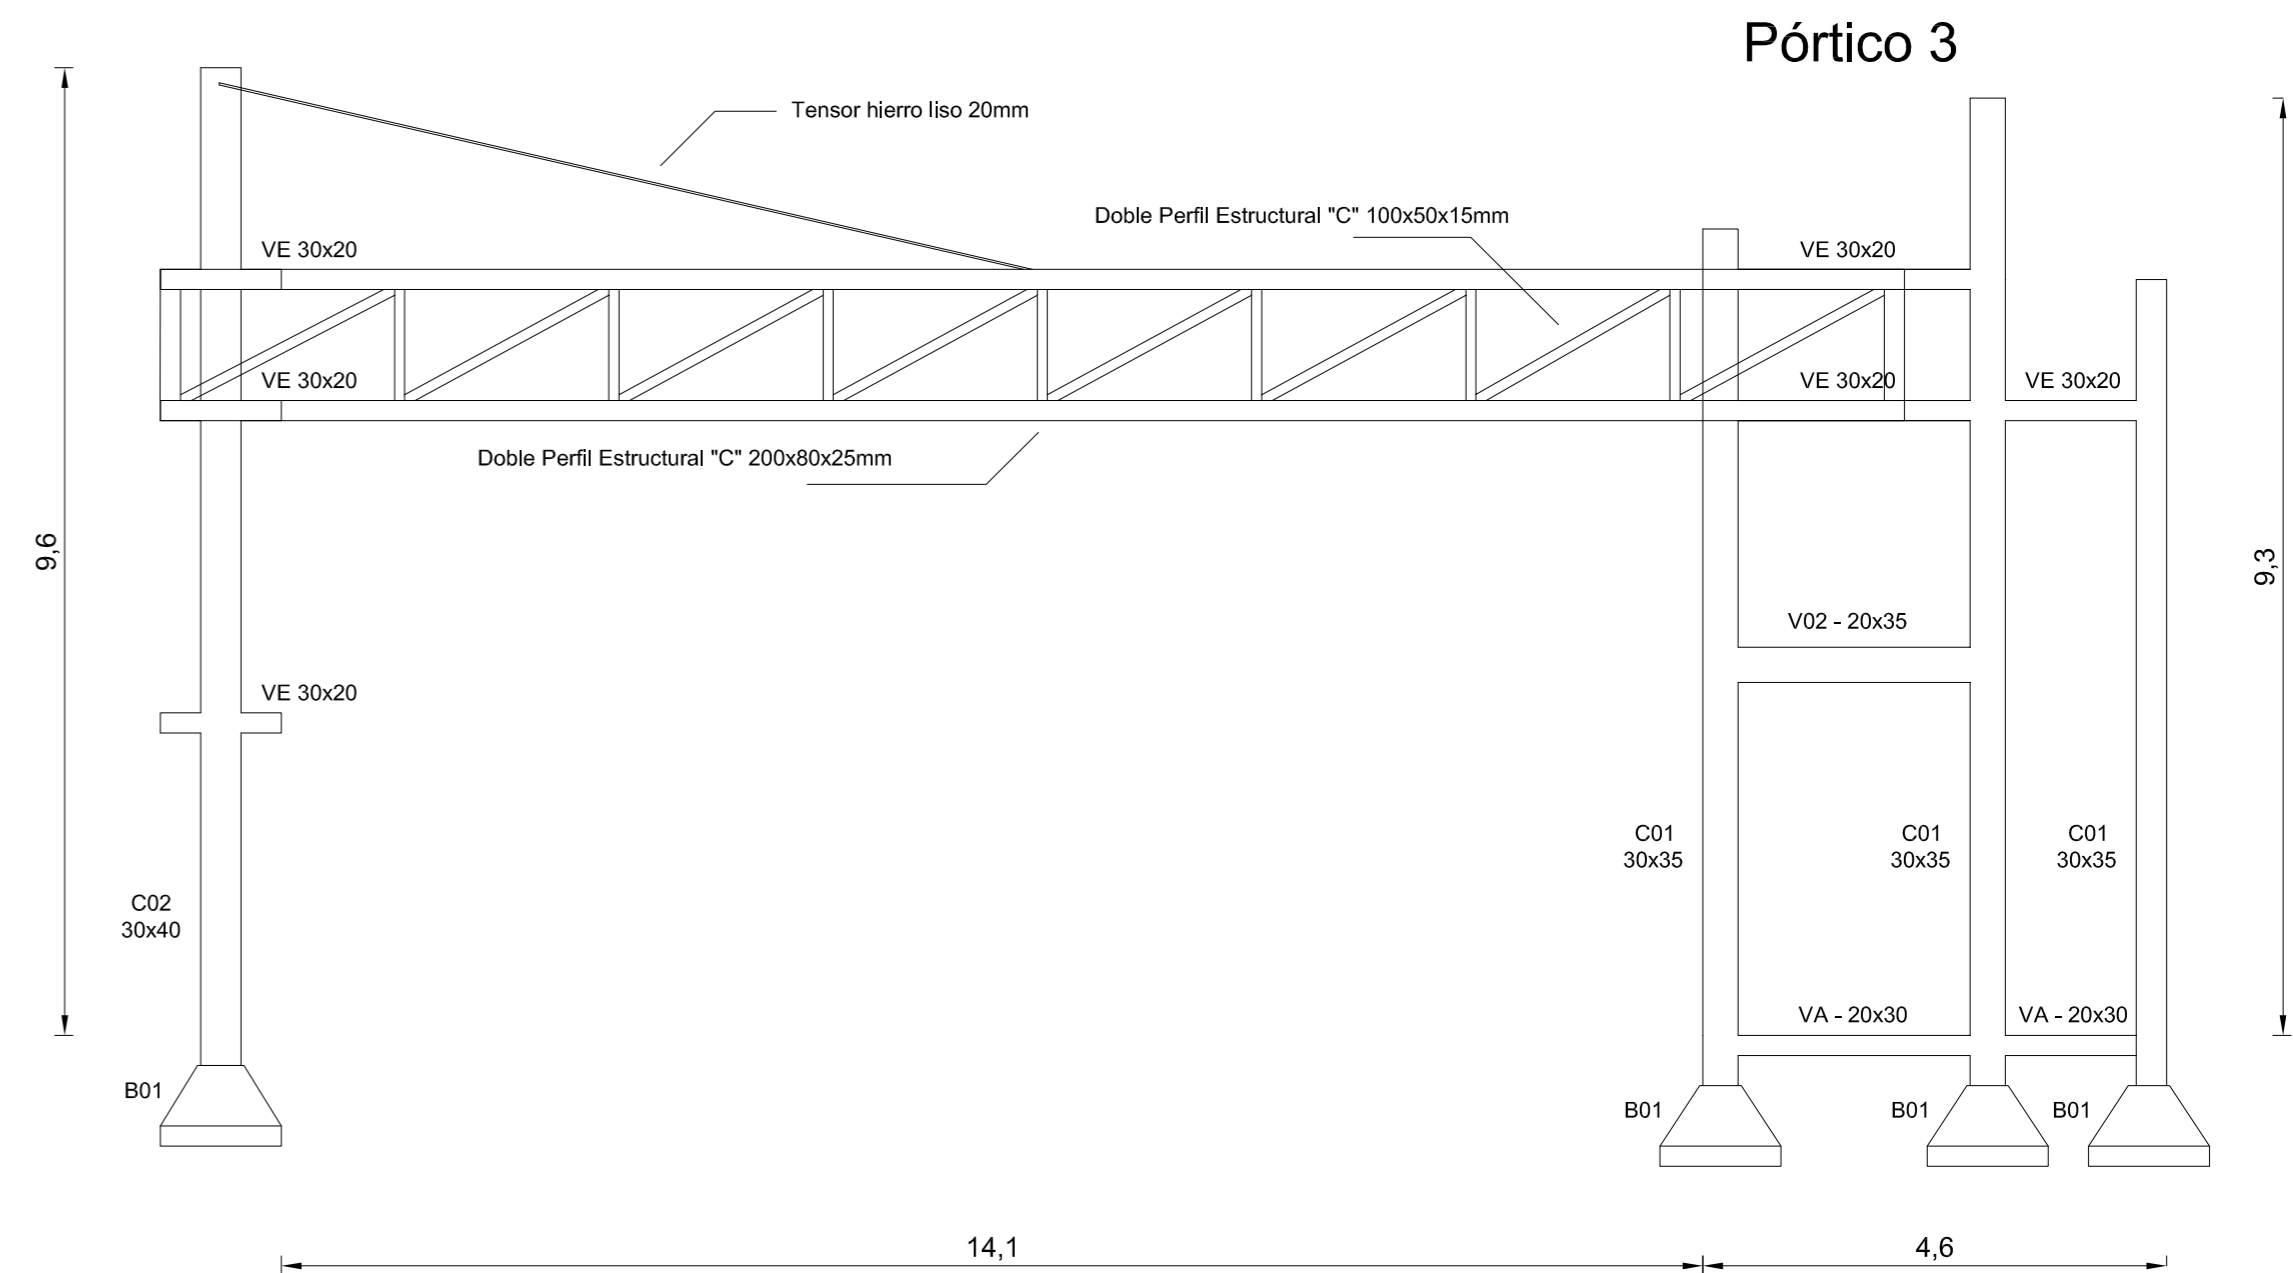 Pórtico 3
Tensor hierro liso 20mm
Doble Perfil Estructural "C" 100x50x15mm
VE 30x20
VE 30x20
VE 30x20
VE 30x20
VE 30x20
Doble Perfil Estructural "C" 200x80x25mm
9,6
9,3
V02 - 20x35
VE 30x20
C01
30x35
C01
30x35
C01
30x35
C02
30x40
VA - 20x30
VA - 20x30
B01
B01
B01
B01
14,1
4,6